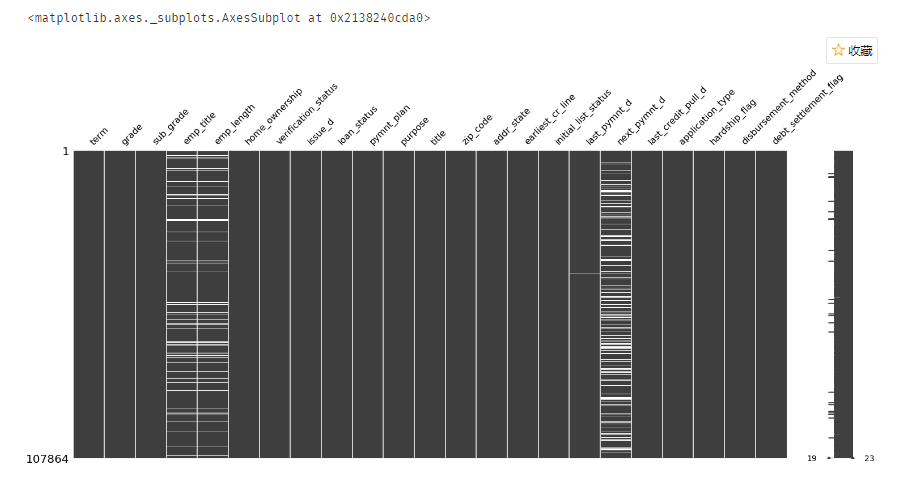 <matplotlib.axes._subplots.AxesSubplot at 0x2138240cda0>
收藏
term
grade
sub_grade
emp_title
emp_length
home_ownership
verification_status
issue_d
loan_status
pymnt_plan
purpose
title
zip_code
addr_state
earliest_cr_line
initial_list_status
last_pymnt_d
next_pymnt_d
last_credit_pull_d
application_type
hardship_flag
disbursement_method
debt_settlement_flag
1
107864
19
23